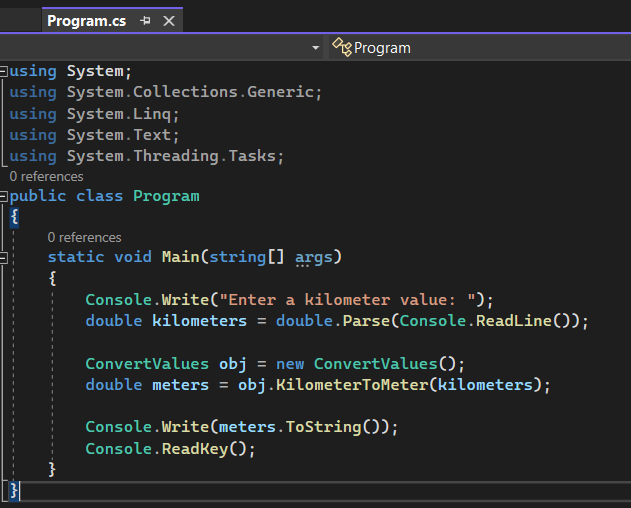 Program.cs
Program
using System;
using System.Collections.Generic;
using System.Linq;
using System.Text;
using System.Threading.Tasks;
0 references
public class Program
{
0 references
static void Main(string[] args)
{
Console.Write("Enter a kilometer value: ");
double kilometers = double.Parse(Console.ReadLine());
ConvertValues obj = new ConvertValues();
double meters = obj.KilometerToMeter(kilometers);
Console.Write(meters.ToString());
Console.ReadKey();
}
}